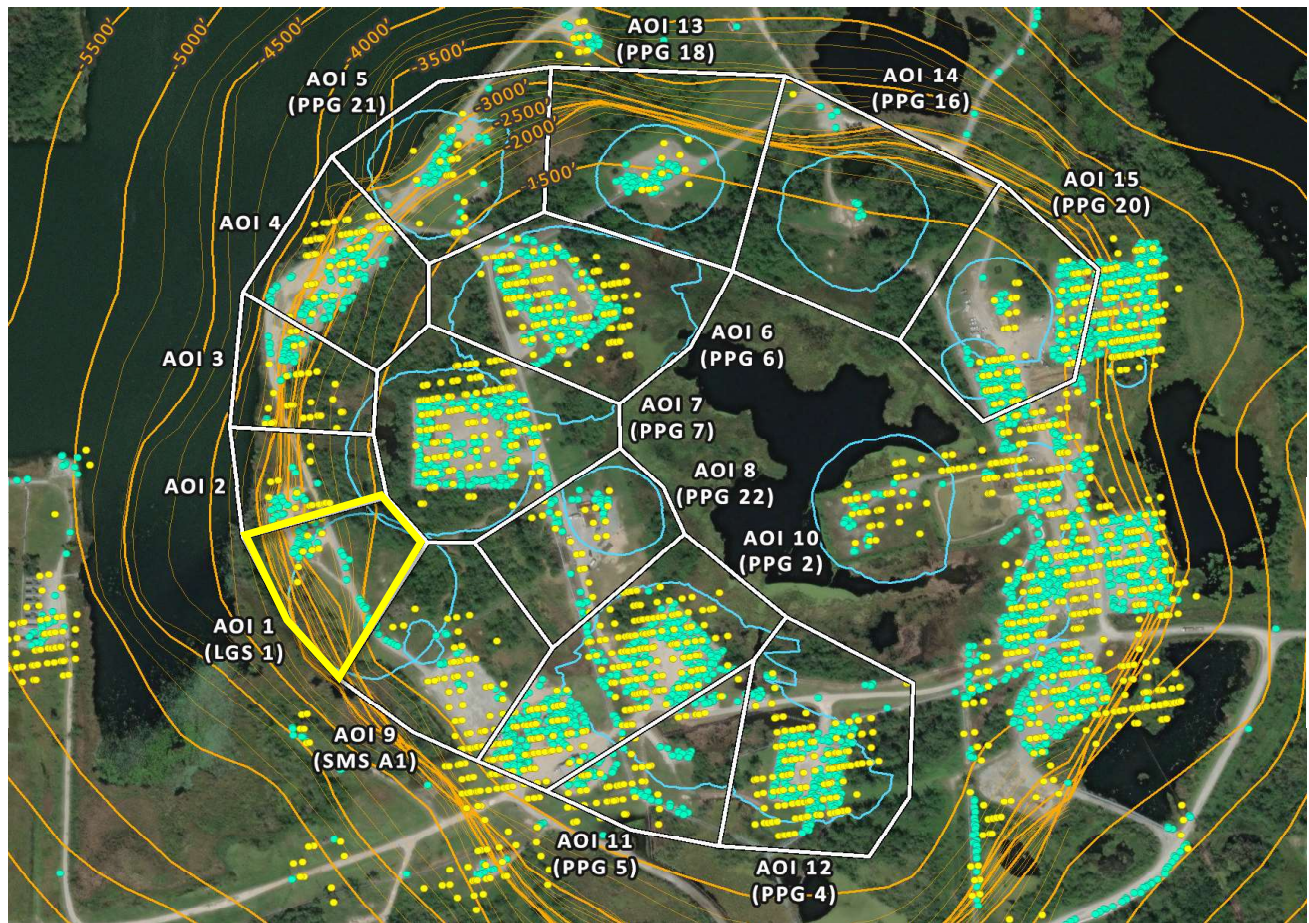 -5500'
-5000'
-4500'
-4000'
-3500'
-3000'
-2500'
-2000'
-1500'
AOI 13
(PPG 18)
AOI 5
(PPG 21)
AOI 14
(PPG 16)
AOI 15
(PPG 20)
AOI 4
AOI 3
AOI 6
(PPG 6)
AOI 7
(PPG 7)
AOI 2
AOI 8
(PPG 22)
AOI 10
(PPG 2)
AOI 1
(LGS 1)
AOI 9
(SMS A1)
AOI 11
(PPG 5)
AOI 12
(PPG 4)